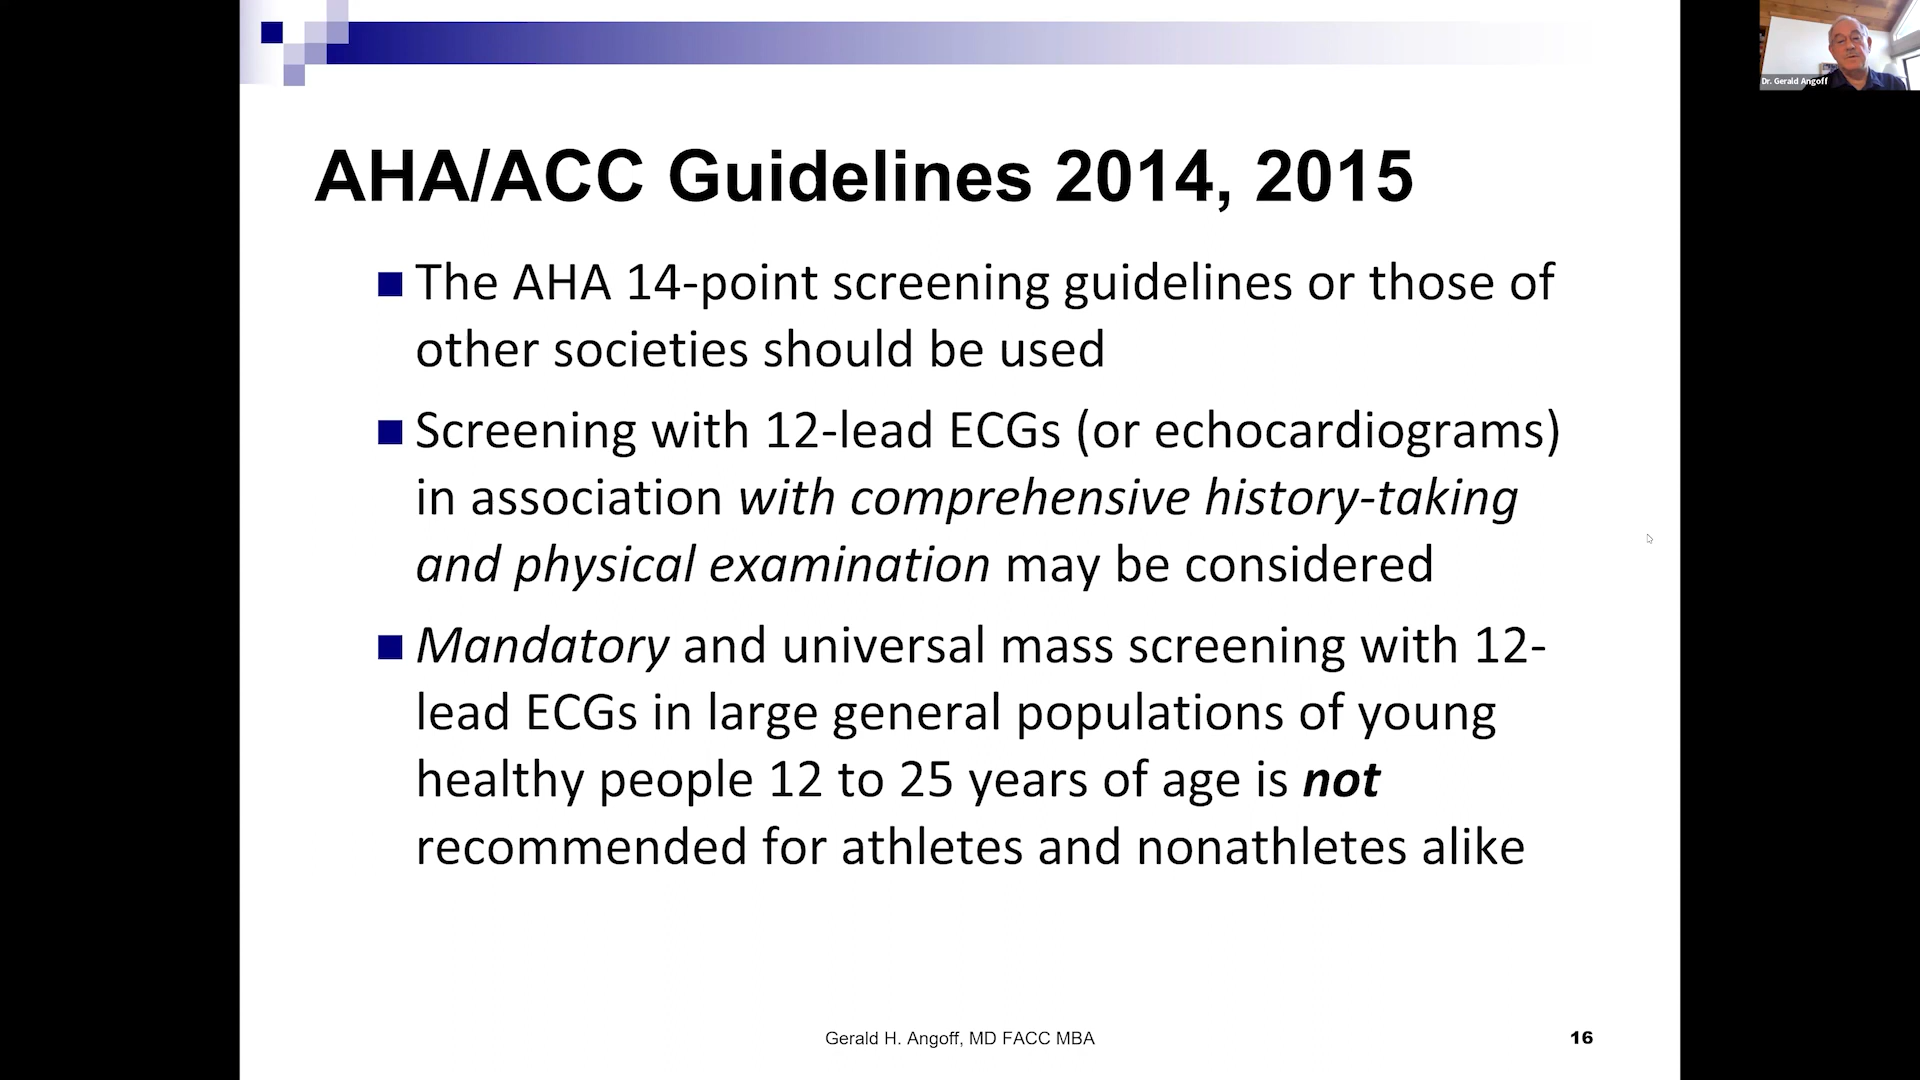 Dr. Gerald Angoff
AHA/ACC Guidelines 2014, 2015
The AHA 14-point screening guidelines or those of
other societies should be used
Screening with 12-lead ECGs (or echocardiograms)
in association with comprehensive history-taking
and physical examination may be considered
Mandatory and universal mass screening with 12-
lead ECGs in large general populations of young
healthy people 12 to 25 years of age is not
recommended for athletes and nonathletes alike
Gerald H. Angoff, MD FACC MBA
16